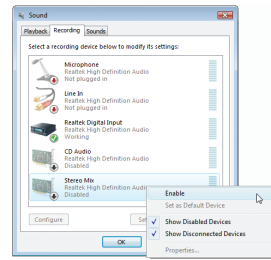 Sound
Playback Recording Sounds
Select a recording device below to modify its settings:
Microphone
Realtek High Definition Audio
Not plugged in
Line In
Realtek High Definition Audio
Not plugged in
Realtek Digital Input
Realtek High Definition Audio
Working
CD Audio
Realtek High Definition Audio
Disabled
Stereo Mix
Realtek High Definition Audio
Disabled
Enable
Set as Default Device
Show Disabled Devices
Show Disconnected Devices
Properties...
Configure
Set
OK